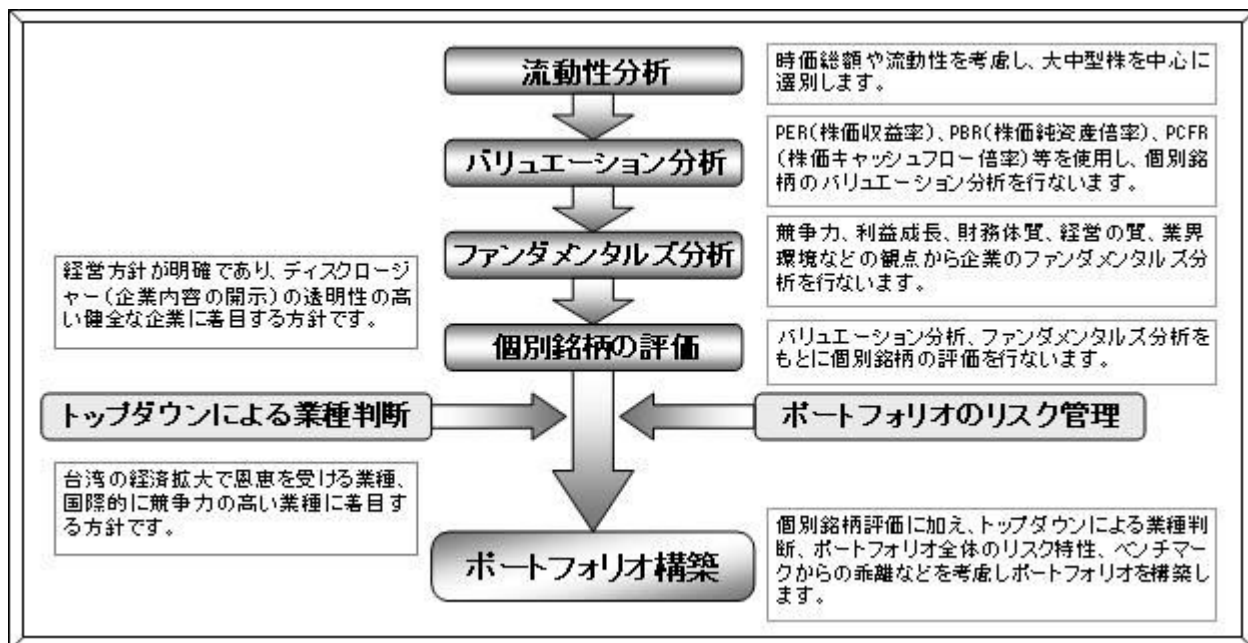 流動性分析
時価総額や流動性を考慮し、大中型株を中心に
選別します。
バリュエーション分析
PER(株価収益率)、PBR(株価純資産倍率)、PCFR
(株価キャッシュフロー倍率)等を使用し、個別銘
柄のバリュエーション分析を行ないます。
ファンダメンタルズ分析
競争力、利益成長、財務体質、経営の質、業界
環境などの観点から企業のファンダメンタルズ分
析を行ないます。
経営方針が明確であり、ディスクロージ
ャー(企業内容の開示)の透明性の高
い健全な企業に着目する方針です。
個別銘柄の評価
バリュエーション分析、ファンダメンタルズ分析を
もとに個別銘柄の評価を行ないます。
トップダウンによる業種判断
ポートフォリオのリスク管理
台湾の経済拡大で恩恵を受ける業種、
国際的に競争力の高い業種に着目す
る方針です。
ポートフォリオ構築
個別銘柄評価に加え、トップダウンによる業種判
断、ポートフォリオ全体のリスク特性、ベンチマー
クからの乖離などを考慮しポートフォリオを構築し
ます。